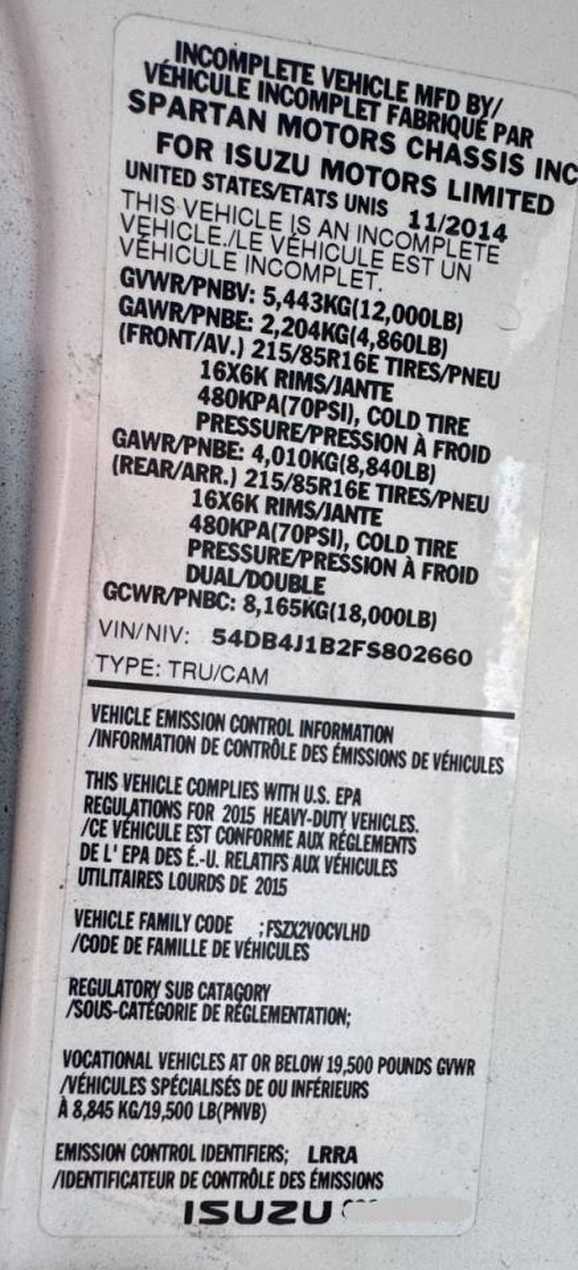 INCOMPLETE VEHICLE MFD BY/
VÉHICULE INCOMPLET FABRIQUÉ PAR
SPARTAN MOTORS CHASSIS INC
FOR ISUZU MOTORS LIMITED
UNITED STATES/ETATS UNIS 11/2014
THIS VEHICLE IS AN INCOMPLETE
VEHICLE./LE VÉHICULE EST UN
VÉHICULE INCOMPLET.
GVWR/PNBV: 5,443KG(12,000LB)
GAWR/PNBE: 2,204KG(4,860LB)
(FRONT/AV.) 215/85R16E TIRES/PNEU
16X6K RIMS/JANTE
480KPA(70PSI), COLD TIRE
PRESSURE/PRESSION À FROID
GAWR/PNBE: 4,010KG(8,840LB)
(REAR/ARR.) 215/85R16E TIRES/PNEU
16X6K RIMS/JANTE
480KPA(70PSI), COLD TIRE
PRESSURE/PRESSION À FROID
DUAL/DOUBLE
GCWR/PNBC: 8,165KG(18,000LB)
VIN/NIV: 54DB4J1B2FS802660
TYPE: TRU/CAM
VEHICLE EMISSION CONTROL INFORMATION
/INFORMATION DE CONTRÔLE DES ÉMISSIONS DE VÉHICULES
THIS VEHICLE COMPLIES WITH U.S. EPA
REGULATIONS FOR 2015 HEAVY-DUTY VEHICLES.
/CE VÉHICULE EST CONFORME AUX RÉGLEMENTS
DE L' EPA DES É.-U. RELATIFS AUX VÉHICULES
UTILITAIRES LOURDS DE 2015
VEHICLE FAMILY CODE ;FSZX2VOCVLHD
/CODE DE FAMILLE DE VÉHICULES
REGULATORY SUB CATAGORY
/SOUS-CATÉGORIE DE RÉGLEMENTATION;
VOCATIONAL VEHICLES AT OR BELOW 19,500 POUNDS GVWR
/VÉHICULES SPÉCIALISÉS DE OU INFÉRIEURS
À 8,845 KG/19,500 LB(PNVB)
EMISSION CONTROL IDENTIFIERS; LRRA
/IDENTIFICATEUR DE CONTRÔLE DES ÉMISSIONS
ISUZU